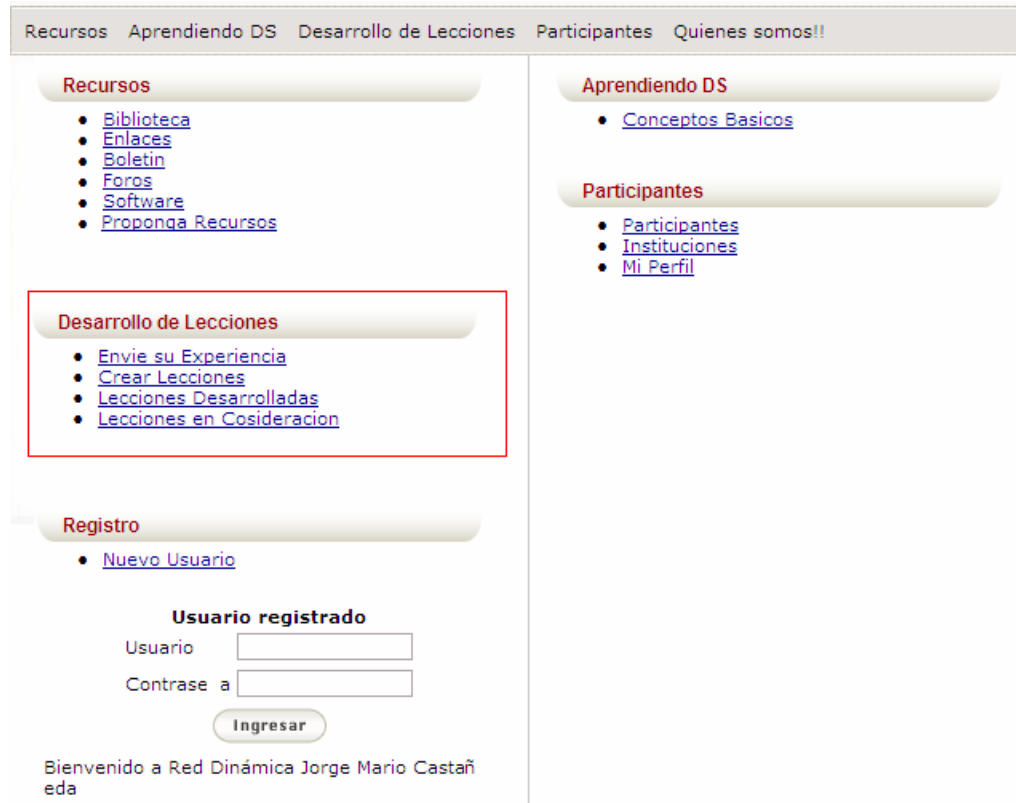 Recursos Aprendiendo DS Desarrollo de Lecciones Participantes Quienes somos!!
Recursos
Biblioteca
Enlaces
Boletin
Foros
Software
Proponga Recursos
Desarrollo de Lecciones
Envie su Experiencia
Crear Lecciones
Lecciones Desarrolladas
Lecciones en Cosideracion
Registro
Nuevo Usuario
Usuario registrado
Usuario
Contrase a
Ingresar
Bienvenido a Red Dinámica Jorge Mario Castañ
eda
Aprendiendo DS
Conceptos Basicos
Participantes
Participantes
Instituciones
Mi Perfil